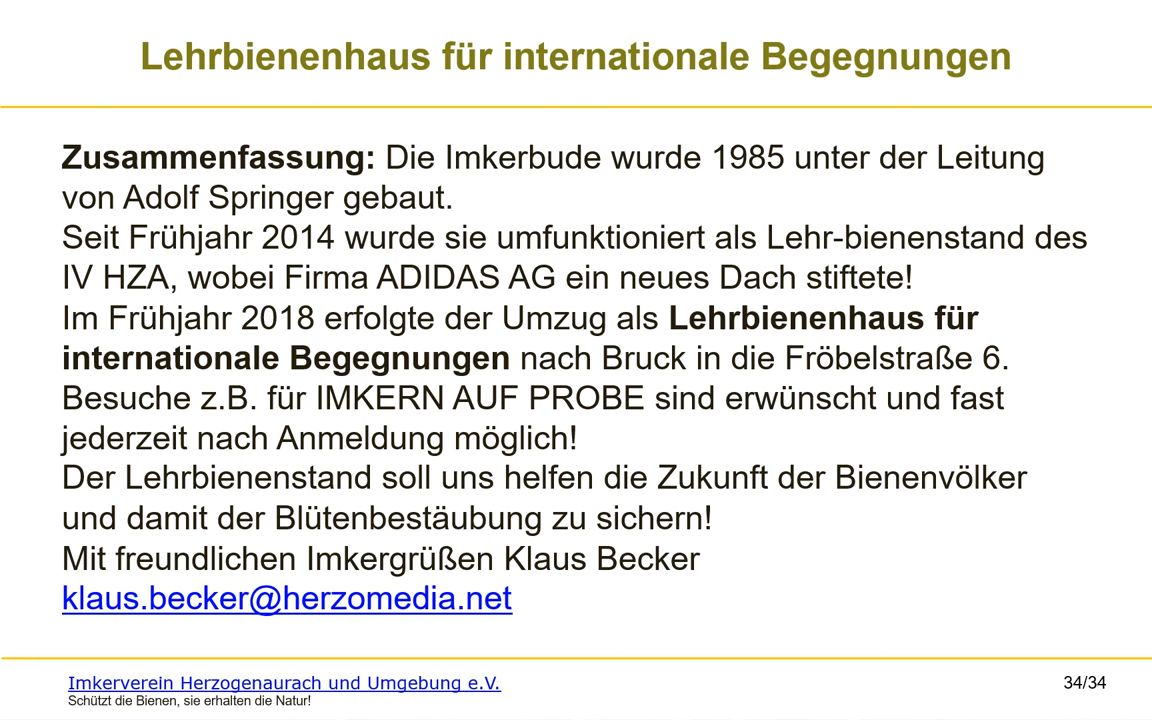 Lehrbienenhaus für internationale Begegnungen
Zusammenfassung: Die Imkerbude wurde 1985 unter der Leitung
von Adolf Springer gebaut.
Seit Frühjahr 2014 wurde sie umfunktioniert als Lehr-bienenstand des
IV HZA, wobei Firma ADIDAS AG ein neues Dach stiftete!
Im Frühjahr 2018 erfolgte der Umzug als Lehrbienenhaus für
internationale Begegnungen nach Bruck in die Fröbelstraße 6.
Besuche z.B. für IMKERN AUF PROBE sind erwünscht und fast
jederzeit nach Anmeldung möglich!
Der Lehrbienenstand soll uns helfen die Zukunft der Bienenvölker
und damit der Blütenbestäubung zu sichern!
Mit freundlichen Imkergrüßen Klaus Becker
klaus.becker@herzomedia.net
Imkerverein Herzogenaurach und Umgebung e.V.
Schützt die Bienen, sie erhalten die Natur!
34/34